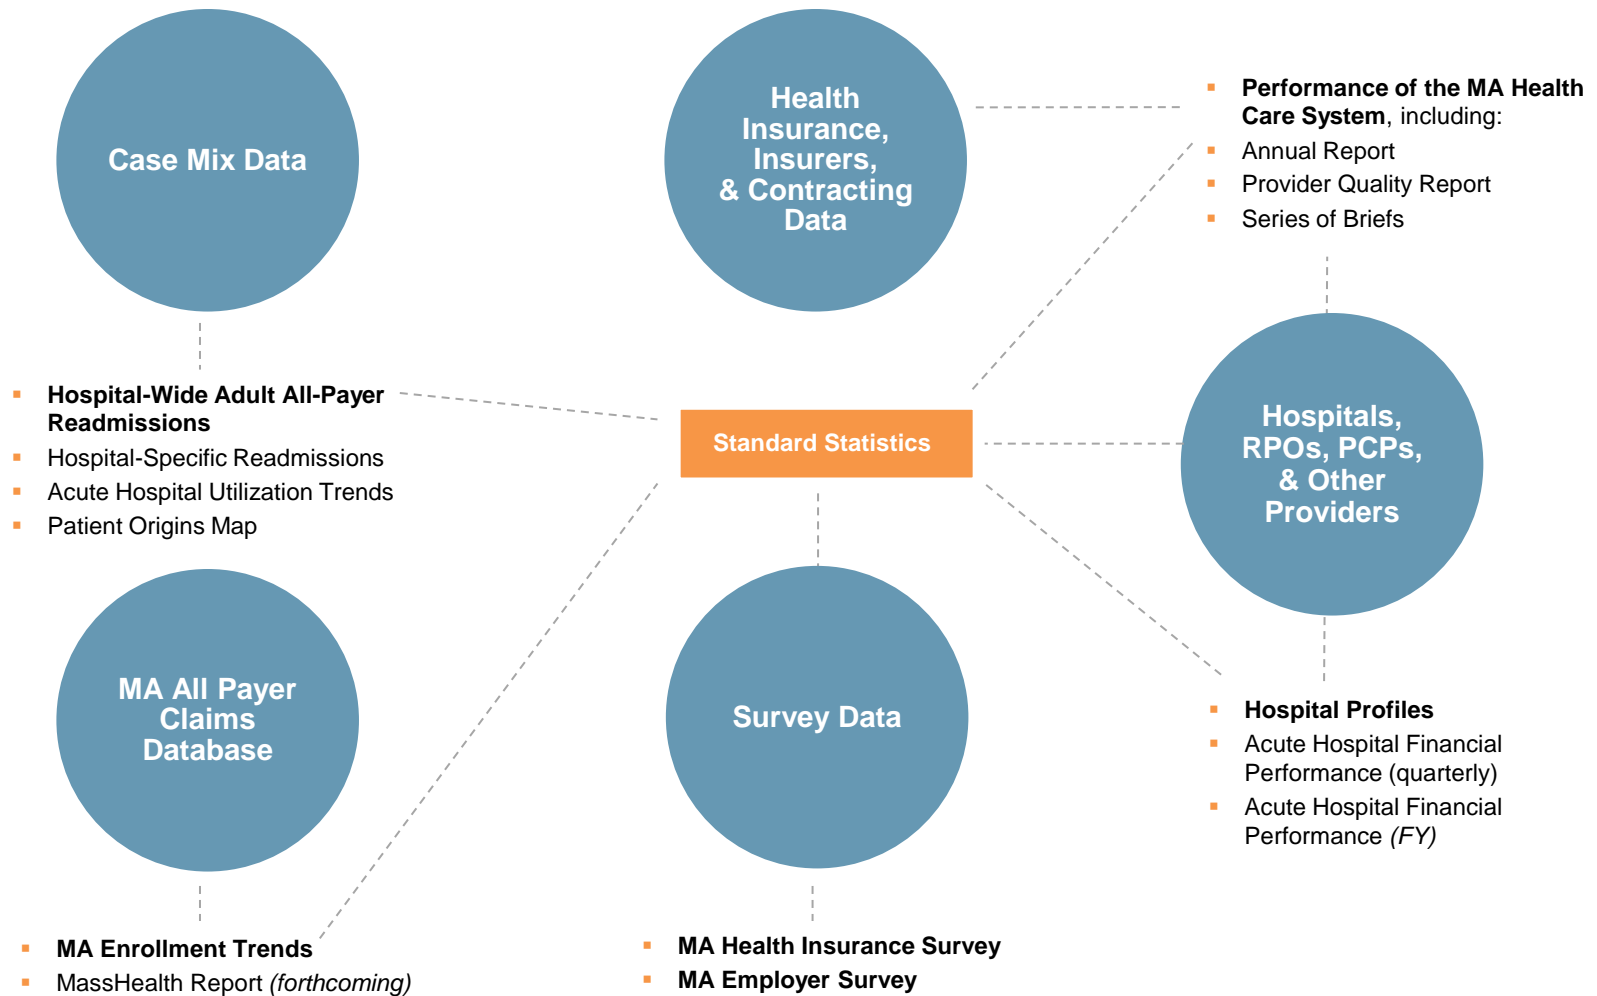 Case Mix Data
Health
Insurance,
Insurers,
& Contracting
Data
▪ Performance of the MA Health
Care System, including:
▪ Annual Report
▪ Provider Quality Report
▪ Series of Briefs
▪ Hospital-Wide Adult All-Payer
Readmissions
▪ Hospital-Specific Readmissions
▪ Acute Hospital Utilization Trends
▪ Patient Origins Map
Standard Statistics
Hospitals,
RPOs, PCPs,
& Other
Providers
MA All Payer
Claims
Database
Survey Data
▪ Hospital Profiles
▪ Acute Hospital Financial
Performance (quarterly)
▪ Acute Hospital Financial
Performance (FY)
▪ MA Enrollment Trends
▪ MassHealth Report (forthcoming)
▪ MA Health Insurance Survey
▪ MA Employer Survey